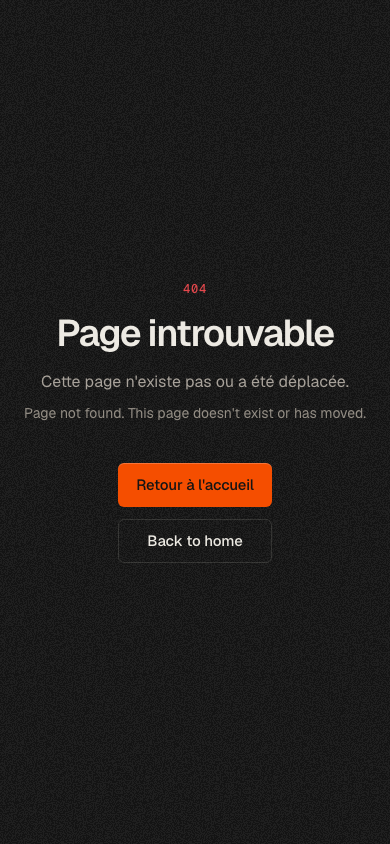 404
Page introuvable
Cette page n'existe pas ou a été déplacée.
Page not found. This page doesn't exist or has moved.
Retour à l'accueil
Back to home